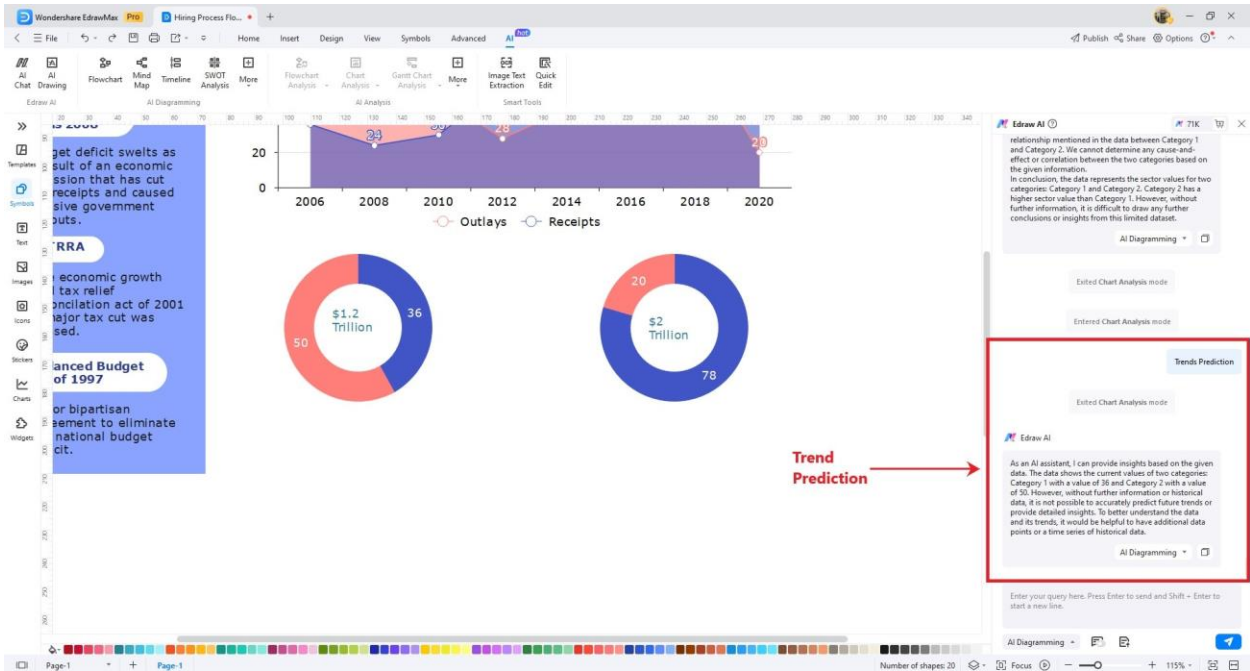 Wondershare EdrawMax Pro Hiring Process Flo... +
File Home Insert Design View Symbols Advanced AI hot Publish Share Options
AI Chat
AI Drawing
Flowchart
Mind Map
Timeline
SWOT Analysis
More
Flowchart Analysis
Chart Analysis
Gantt Chart Analysis
More
Image Text Extraction
Quick Edit
Edraw AI AI Diagramming AI Analysis Smart Tools
Templates
Symbols
Text
Images
Icons
Stickers
Charts
Widgets
get deficit swelts as
sult of an economic
ssion that has cut
receipts and caused
sive government
outs.
RRA
economic growth
tax relief
oncilation act of 2001
major tax cut was
sed.
anced Budget
of 1997
or bipartisan
eement to eliminate
national budget
cit.
24
28
20
20
0
2006 2008 2010 2012 2014 2016 2018 2020
Outlays Receipts
$1.2
Trillion
36
50
$2
Trillion
20
78
Trend
Prediction
Edraw AI 71K
relationship mentioned in the data between Category 1
and Category 2. We cannot determine any cause-and-
effect or correlation between the two categories based on
the given information.
In conclusion, the data represents the sector values for two
categories: Category 1 and Category 2. Category 2 has a
higher sector value than Category 1. However, without
further information, it is difficult to draw any further
conclusions or insights from this limited dataset.
AI Diagramming
Exited Chart Analysis mode
Entered Chart Analysis mode
Trends Prediction
Exited Chart Analysis mode
Edraw AI
As an AI assistant, I can provide insights based on the given
data. The data shows the current values of two categories:
Category 1 with a value of 36 and Category 2 with a value
of 50. However, without further information or historical
data, it is not possible to accurately predict future trends or
provide detailed insights. To better understand the data
and its trends, it would be helpful to have additional data
points or a time series of historical data.
AI Diagramming
Enter your query here. Press Enter to send and Shift + Enter to
start a new line.
AI Diagramming
Page-1 + Page-1 Number of shapes: 20 Focus 115%